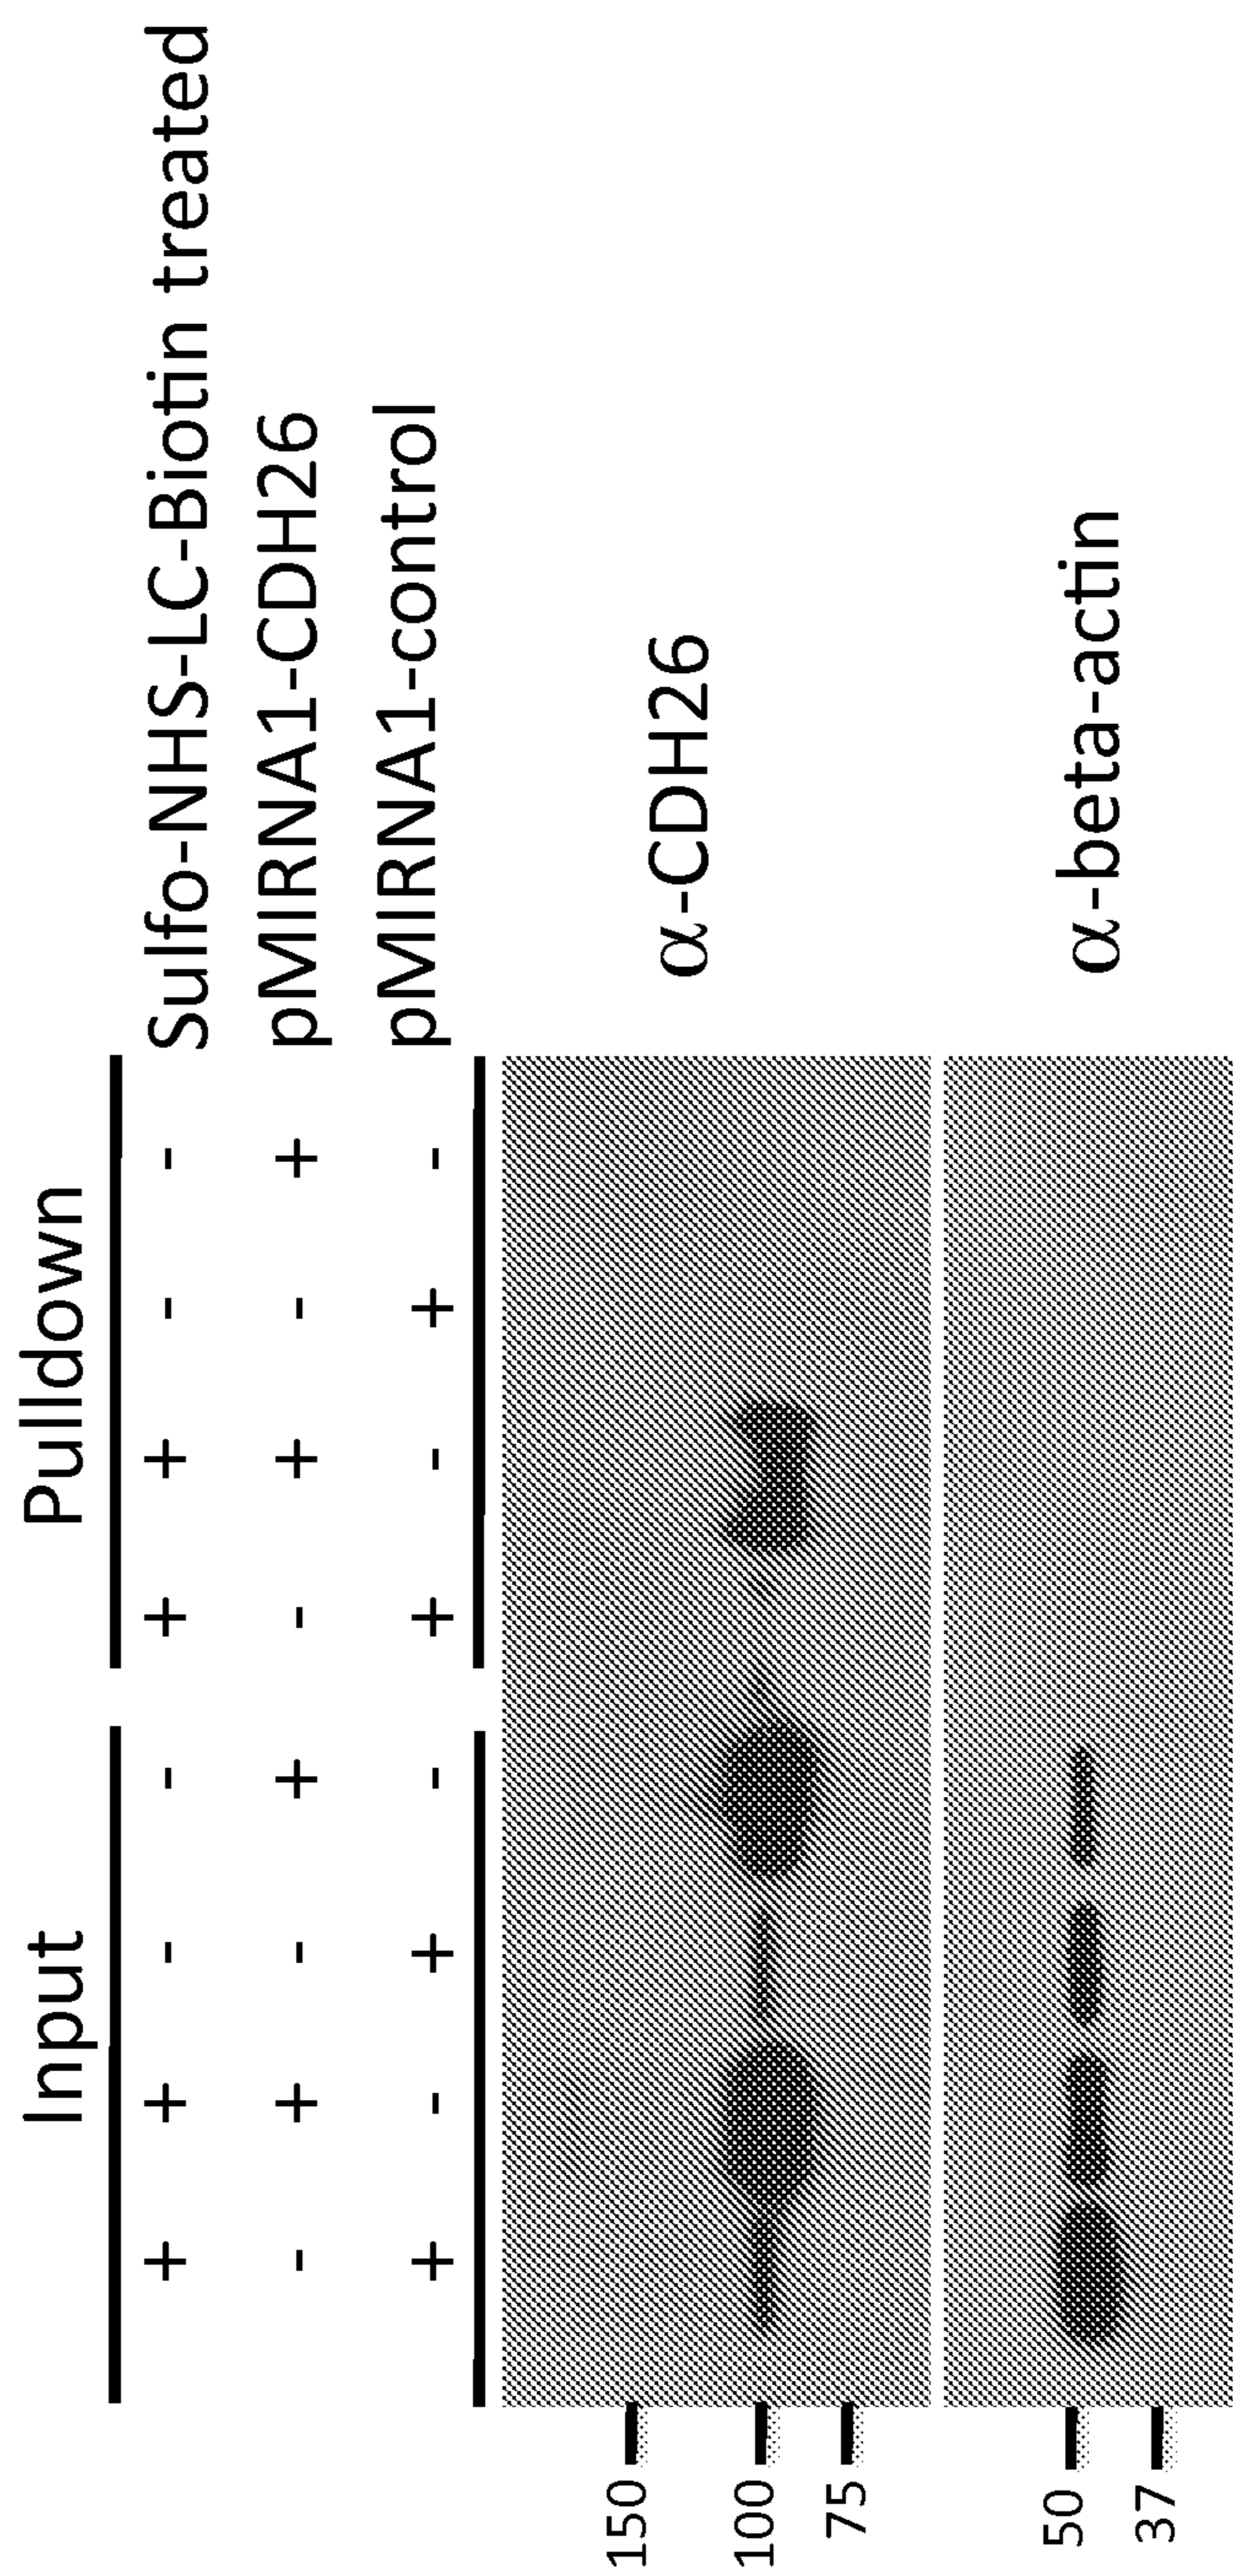 Input Pulldown
+ + - - + + - - Sulfo-NHS-LC-Biotin treated
- + - + - + - + pMIRNA1-CDH26
+ - + - + - + - pMIRNA1-control
150
100
75
α-CDH26
50
37
α-beta-actin